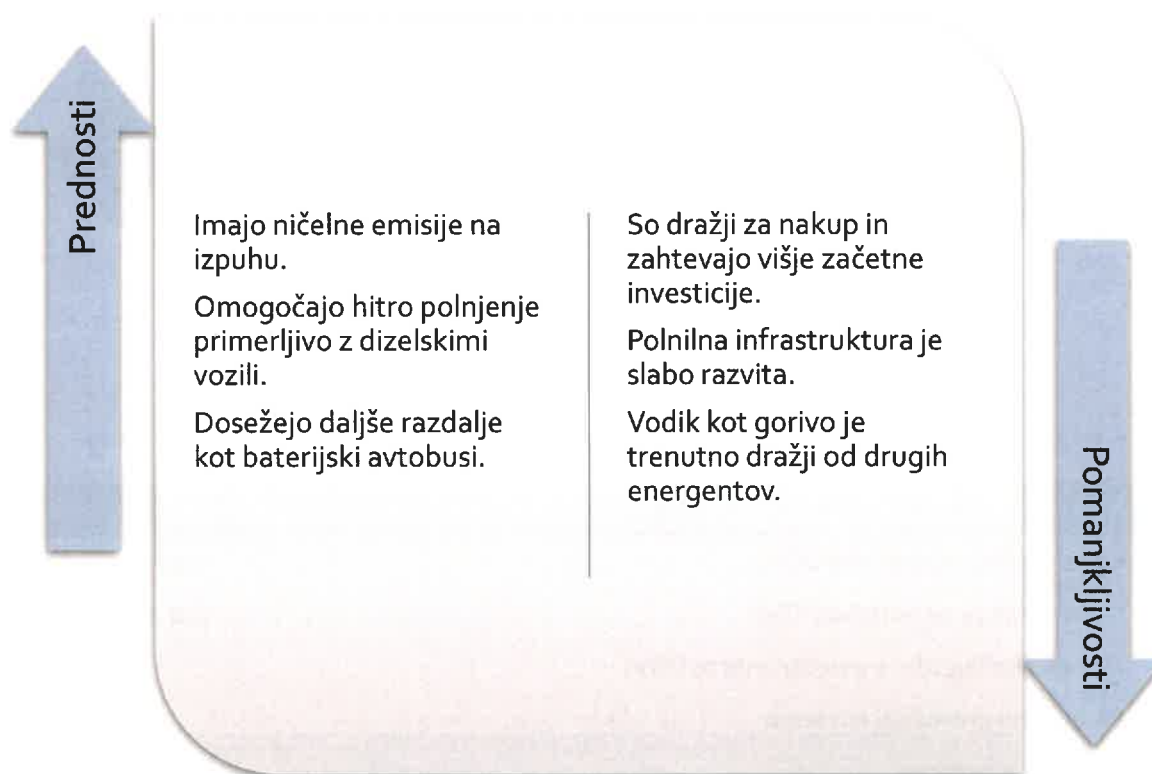 Prednosti
Imajo ničelne emisije na
izpuhu.
Omogočajo hitro polnjenje
primerljivo z dizelskimi
vozili.
Dosežejo daljše razdalje
kot baterijski avtobusi.
So dražji za nakup in
zahtevajo višje začetne
investicije.
Polnilna infrastruktura je
slabo razvita.
Vodik kot gorivo je
trenutno dražji od drugih
energentov.
Pomanjkljivosti